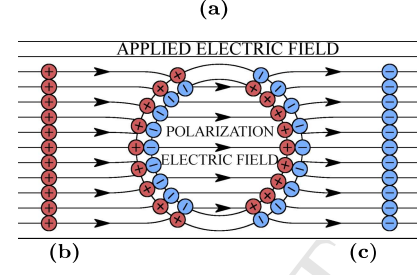 (a)
APPLIED ELECTRIC FIELD
POLARIZATION
ELECTRIC FIELD
(b) (c)